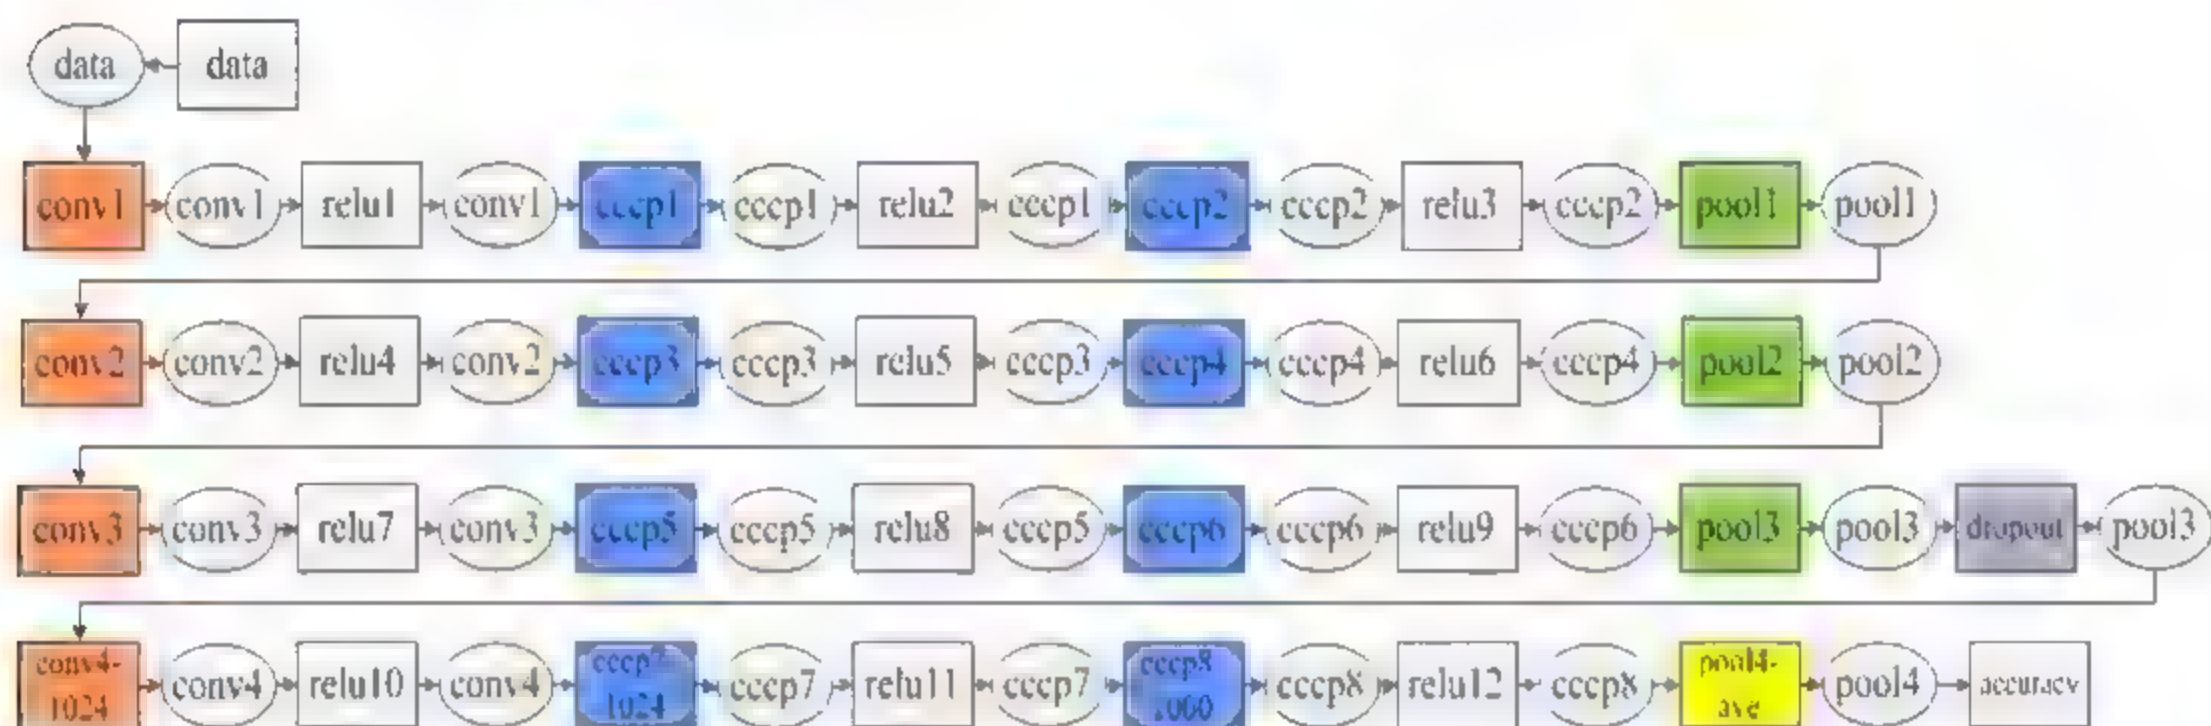 data data
conv1 conv1 relu1 conv1 cccp1 cccp1 relu2 cccp1 cccp2 cccp2 relu3 cccp2 pool1 pool1
conv2 conv2 relu4 conv2 cccp3 cccp3 relu5 cccp3 cccp4 cccp4 relu6 cccp4 pool2 pool2
conv3 conv3 relu7 conv3 cccp5 cccp5 relu8 cccp5 cccp6 cccp6 relu9 cccp6 pool3 pool3 dropout pool3
conv4- cccp7 cccp8 pool4-
1024 conv4 relu10 conv4 1024 cccp7 relu11 cccp7 1000 cccp8 relu12 cccp8 ave pool4 accuracy